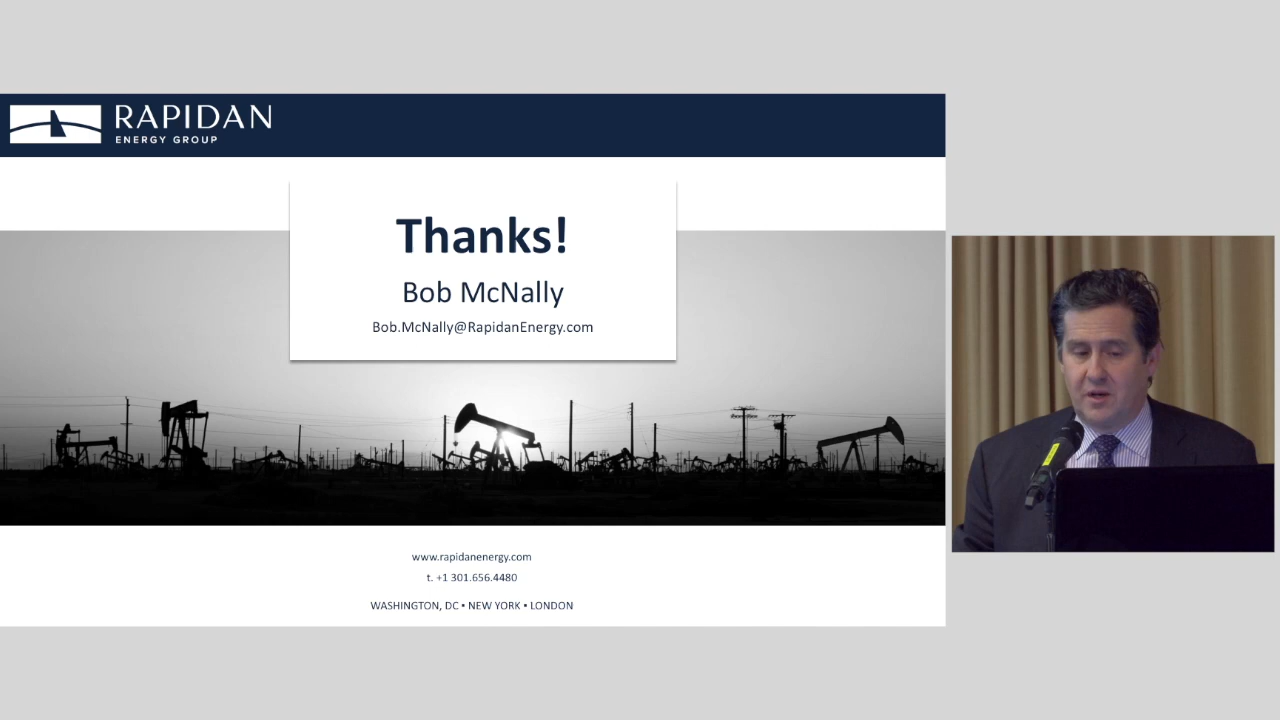 RAPIDAN
ENERGY GROUP
Thanks!
Bob McNally
Bob.McNally@RapidanEnergy.com
www.rapidanenergy.com
t. +1 301.656.4480
WASHINGTON, DC ▪ NEW YORK ▪ LONDON